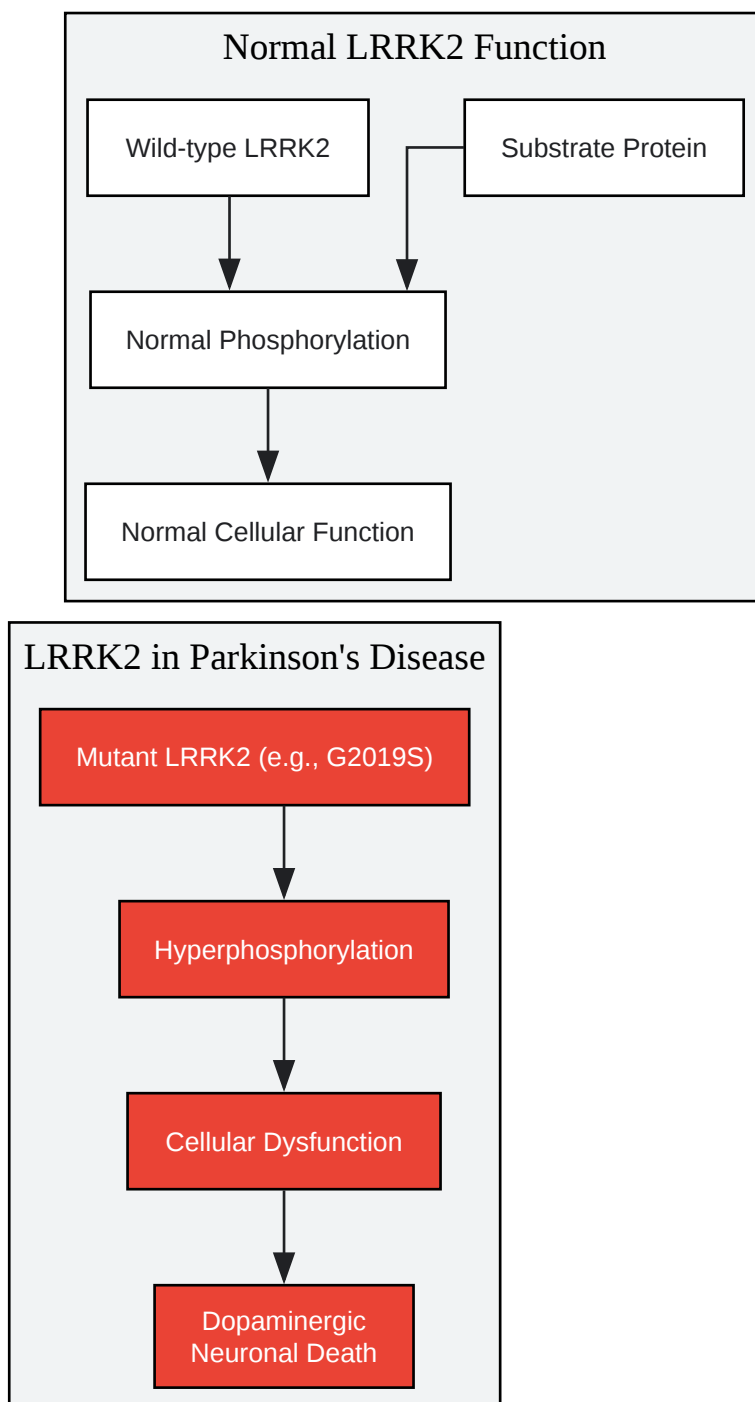 Normal LRRK2 Function
Wild-type LRRK2
Substrate Protein
Normal Phosphorylation
Normal Cellular Function
LRRK2 in Parkinson's Disease
Mutant LRRK2 (e.g., G2019S)
Hyperphosphorylation
Cellular Dysfunction
Dopaminergic
Neuronal Death